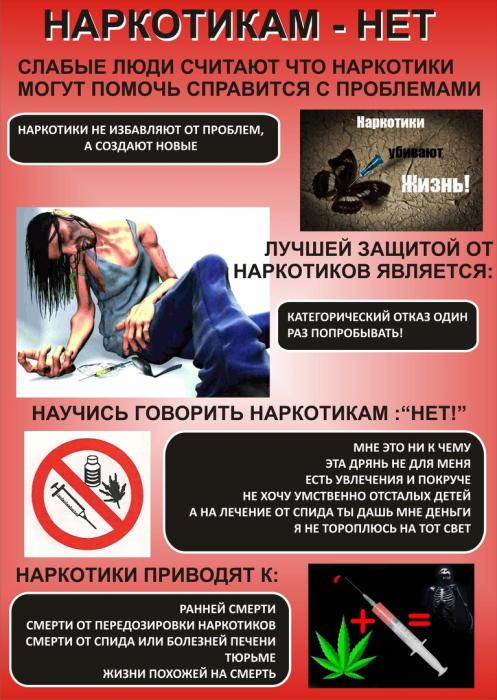 НАРКОТИКАМ - НЕТ
СЛАБЫЕ ЛЮДИ СЧИТАЮТ ЧТО НАРКОТИКИ
МОГУТ ПОМОЧЬ СПРАВИТСЯ С ПРОБЛЕМАМИ
НАРКОТИКИ НЕ ИЗБАВЛЯЮТ ОТ ПРОБЛЕМ,
А СОЗДАЮТ НОВЫЕ
Наркотики
убивают
Жизнь!
ЛУЧШЕЙ ЗАЩИТОЙ ОТ
НАРКОТИКОВ ЯВЛЯЕТСЯ:
КАТЕГОРИЧЕСКИЙ ОТКАЗ ОДИН
РАЗ ПОПРОБЫВАТЬ!
НАУЧИСЬ ГОВОРИТЬ НАРКОТИКАМ :“НЕТ!”
МНЕ ЭТО НИ К ЧЕМУ
ЭТА ДРЯНЬ НЕ ДЛЯ МЕНЯ
ЕСТЬ УВЛЕЧЕНИЯ И ПОКРУЧЕ
НЕ ХОЧУ УМСТВЕННО ОТСТАЛЫХ ДЕТЕЙ
А НА ЛЕЧЕНИЕ ОТ СПИДА ТЫ ДАШЬ МНЕ ДЕНЬГИ
Я НЕ ТОРОПЛЮСЬ НА ТОТ СВЕТ
НАРКОТИКИ ПРИВОДЯТ К:
РАННЕЙ СМЕРТИ
СМЕРТИ ОТ ПЕРЕДОЗИРОВКИ НАРКОТИКОВ
СМЕРТИ ОТ СПИДА ИЛИ БОЛЕЗНЕЙ ПЕЧЕНИ
ТЮРЬМЕ
ЖИЗНИ ПОХОЖЕЙ НА СМЕРТЬ
+ =